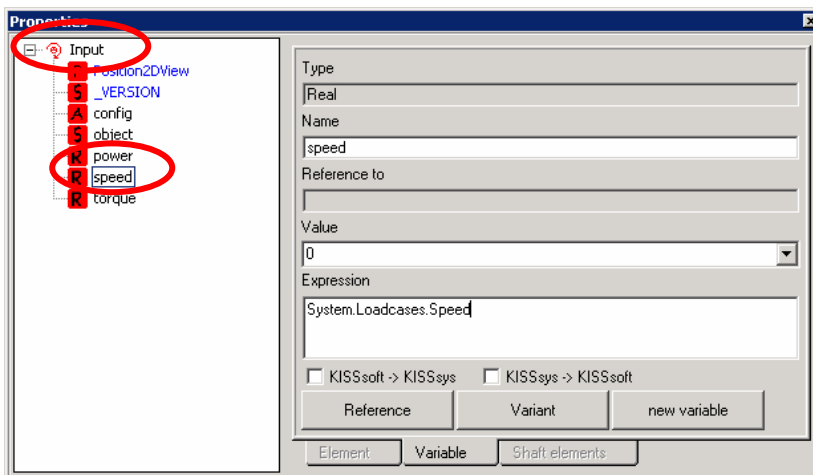 Properties
Input
Position2DView
_VERSION
config
object
power
speed
torque
Type
Real
Name
speed
Reference to
Value
0
Expression
System.Loadcases.Speed
KISSsoft -> KISSsys
KISSsys -> KISSsoft
Reference
Variant
new variable
Element
Variable
Shaft elements